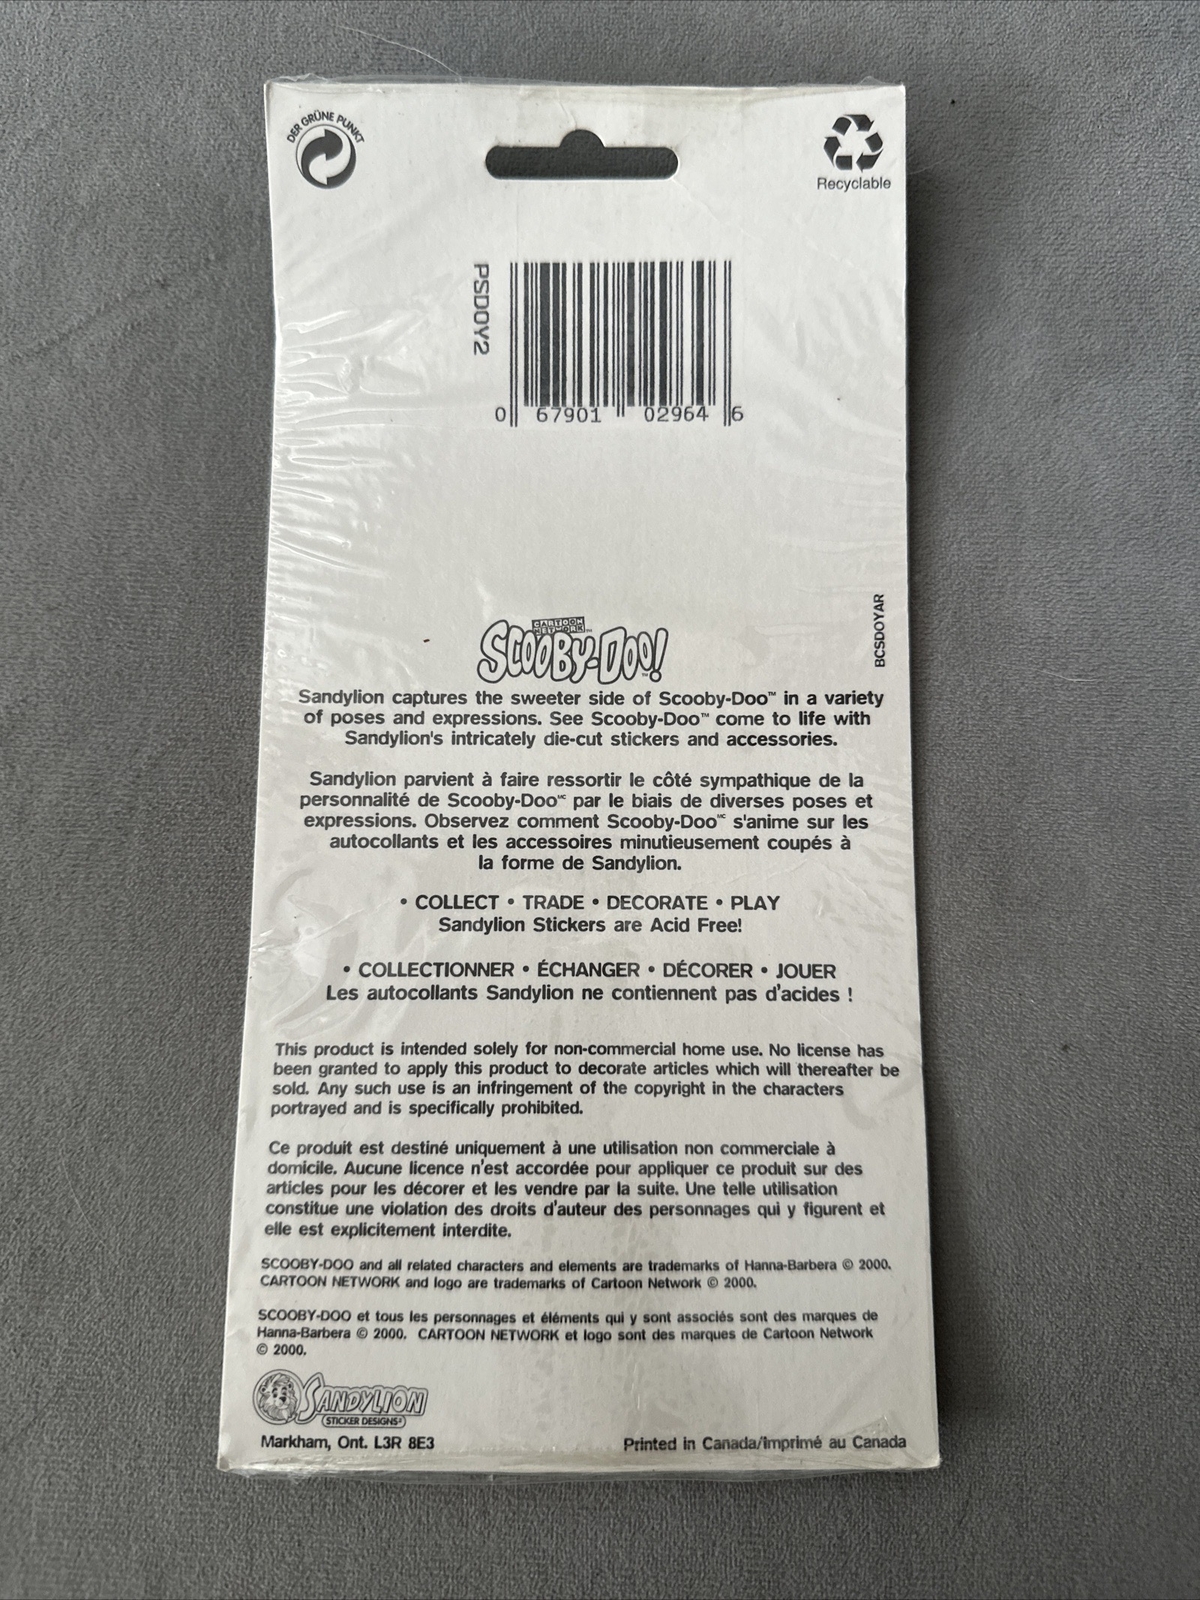 DER GRÜNE PUNKT
Recyclable
PSDOY2
0 67901 02964 6
BCSDOYAR
CARTOON NETWORK™
SCOOBY-DOO!™
Sandylion captures the sweeter side of Scooby-Doo™ in a variety
of poses and expressions. See Scooby-Doo™ come to life with
Sandylion's intricately die-cut stickers and accessories.
Sandylion parvient à faire ressortir le côté sympathique de la
personnalité de Scooby-Dooᴹᶜ par le biais de diverses poses et
expressions. Observez comment Scooby-Dooᴹᶜ s'anime sur les
autocollants et les accessoires minutieusement coupés à
la forme de Sandylion.
• COLLECT • TRADE • DECORATE • PLAY
Sandylion Stickers are Acid Free!
• COLLECTIONNER • ÉCHANGER • DÉCORER • JOUER
Les autocollants Sandylion ne contiennent pas d'acides !
This product is intended solely for non-commercial home use. No license has
been granted to apply this product to decorate articles which will thereafter be
sold. Any such use is an infringement of the copyright in the characters
portrayed and is specifically prohibited.
Ce produit est destiné uniquement à une utilisation non commerciale à
domicile. Aucune licence n'est accordée pour appliquer ce produit sur des
articles pour les décorer et les vendre par la suite. Une telle utilisation
constitue une violation des droits d'auteur des personnages qui y figurent et
elle est explicitement interdite.
SCOOBY-DOO and all related characters and elements are trademarks of Hanna-Barbera © 2000.
CARTOON NETWORK and logo are trademarks of Cartoon Network © 2000.
SCOOBY-DOO et tous les personnages et éléments qui y sont associés sont des marques de
Hanna-Barbera © 2000. CARTOON NETWORK et logo sont des marques de Cartoon Network
© 2000.
SANDYLION
STICKER DESIGNS
Markham, Ont. L3R 8E3
Printed in Canada/Imprimé au Canada